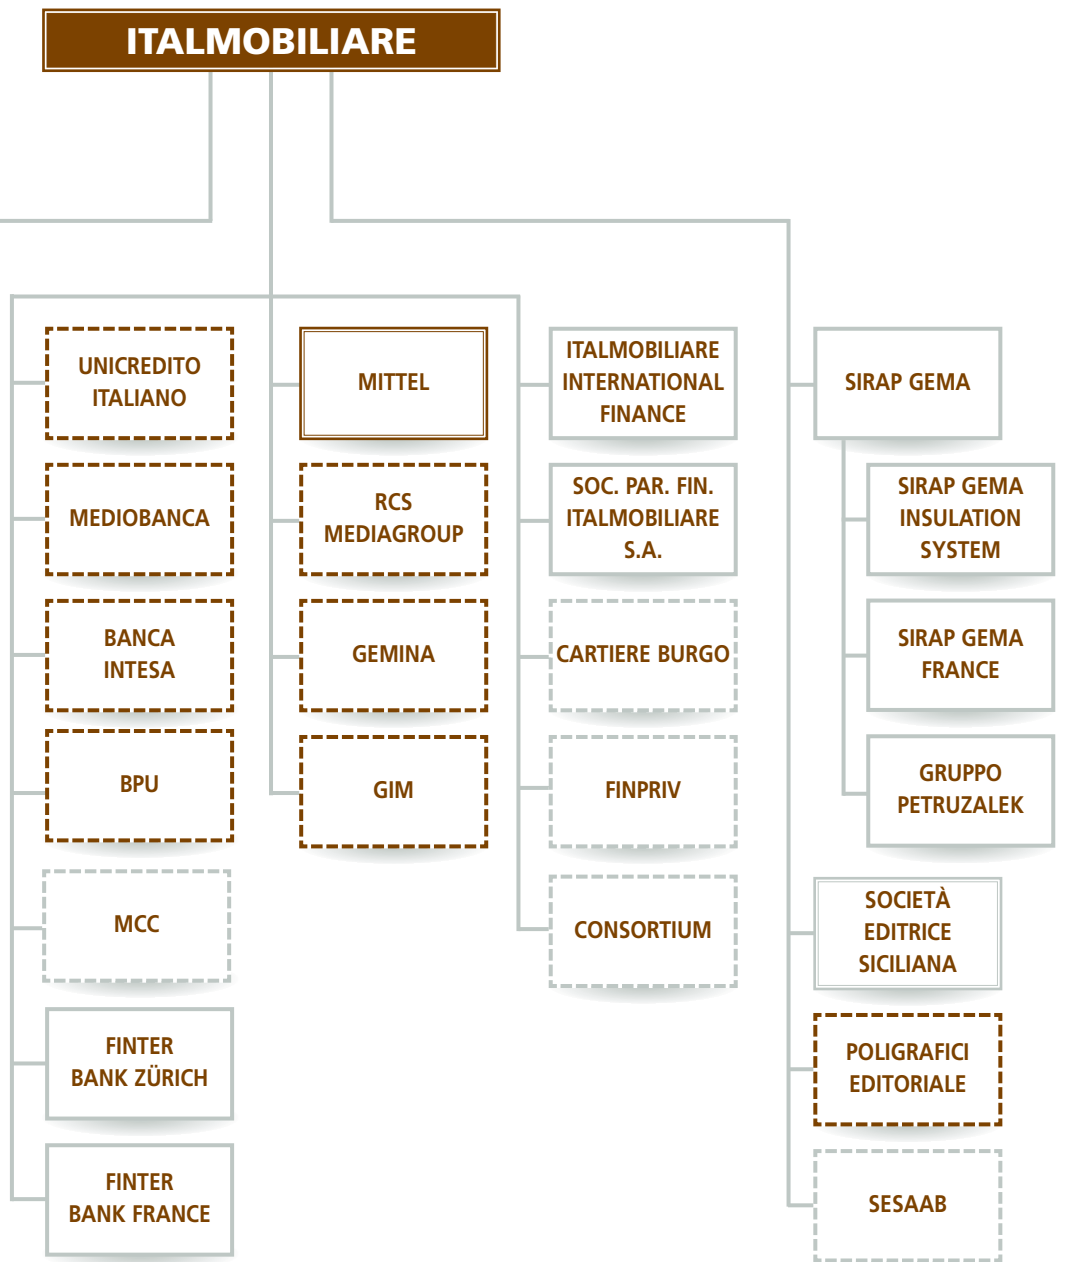 ITALMOBILIARE
UNICREDITO
ITALIANO
MEDIOBANCA
BANCA
INTESA
BPU
MCC
FINTER
BANK ZÜRICH
FINTER
BANK FRANCE
MITTEL
RCS
MEDIAGROUP
GEMINA
GIM
ITALMOBILIARE
INTERNATIONAL
FINANCE
SOC. PAR. FIN.
ITALMOBILIARE
S.A.
CARTIERE BURGO
FINPRIV
CONSORTIUM
SIRAP GEMA
SIRAP GEMA
INSULATION
SYSTEM
SIRAP GEMA
FRANCE
GRUPPO
PETRUZALEK
SOCIETÀ
EDITRICE
SICILIANA
POLIGRAFICI
EDITORIALE
SESAAB